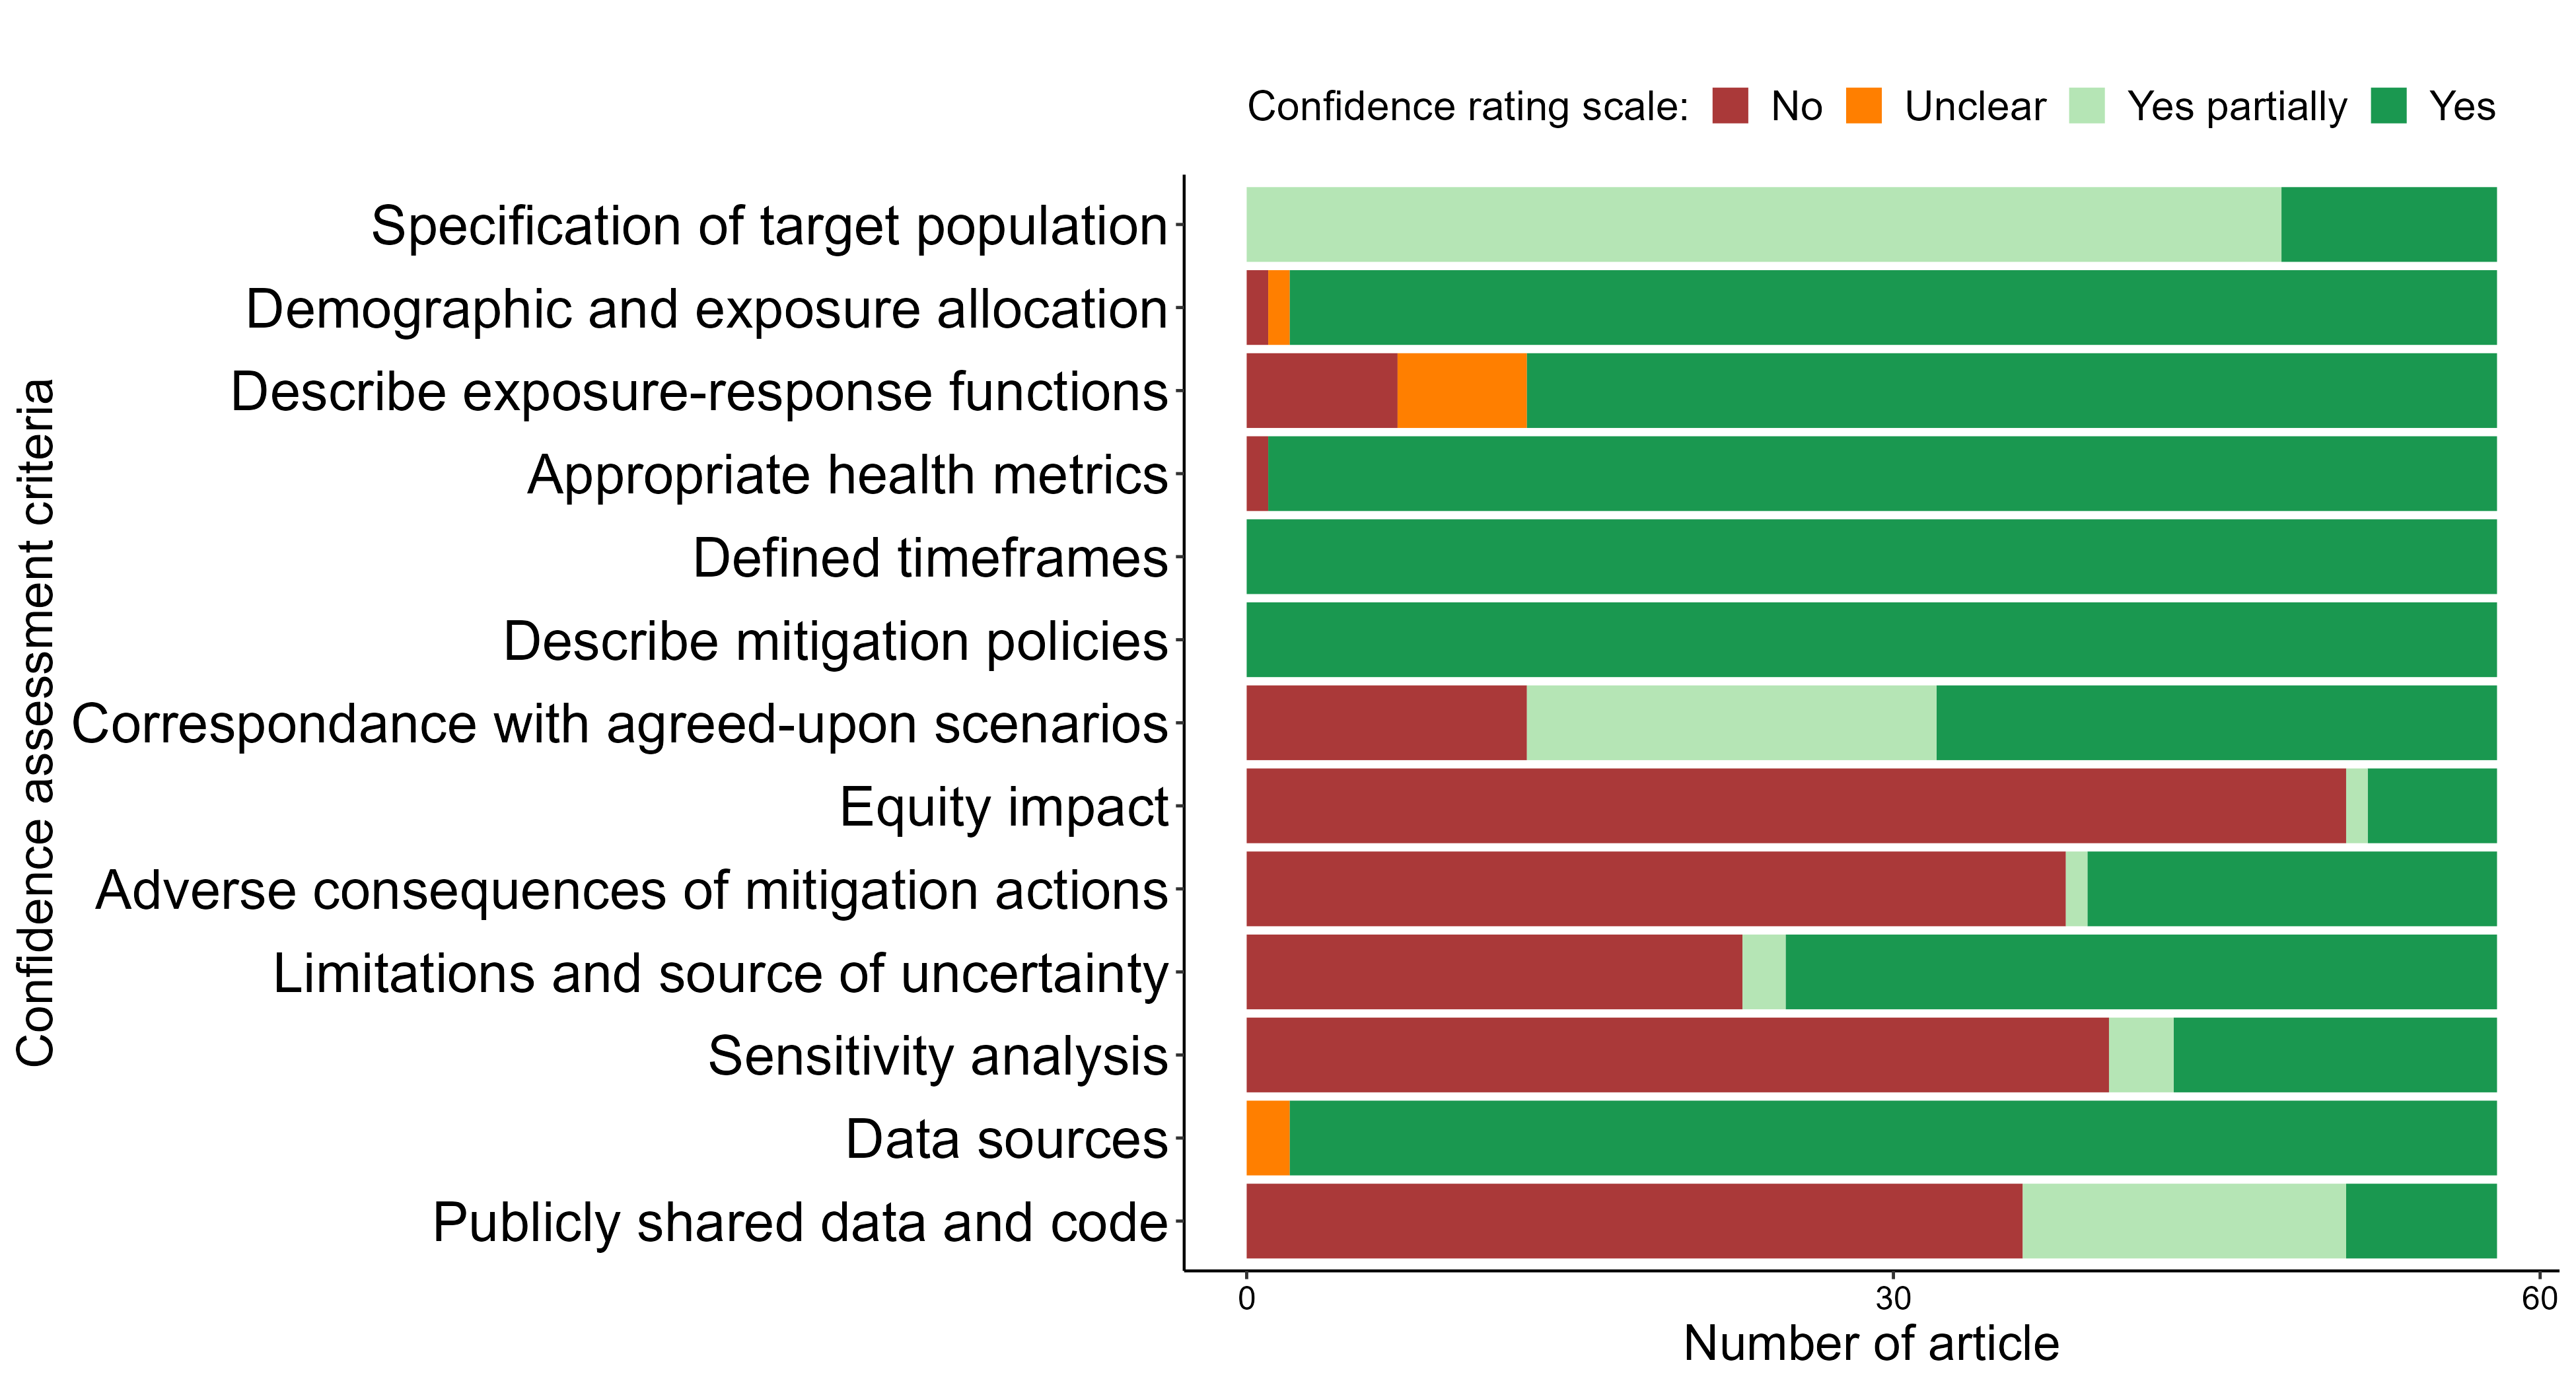 Confidence rating scale: No Unclear Yes partially Yes
Confidence assessment criteria
Specification of target population
Demographic and exposure allocation
Describe exposure-response functions
Appropriate health metrics
Defined timeframes
Describe mitigation policies
Correspondance with agreed-upon scenarios
Equity impact
Adverse consequences of mitigation actions
Limitations and source of uncertainty
Sensitivity analysis
Data sources
Publicly shared data and code
0 30 60
Number of article